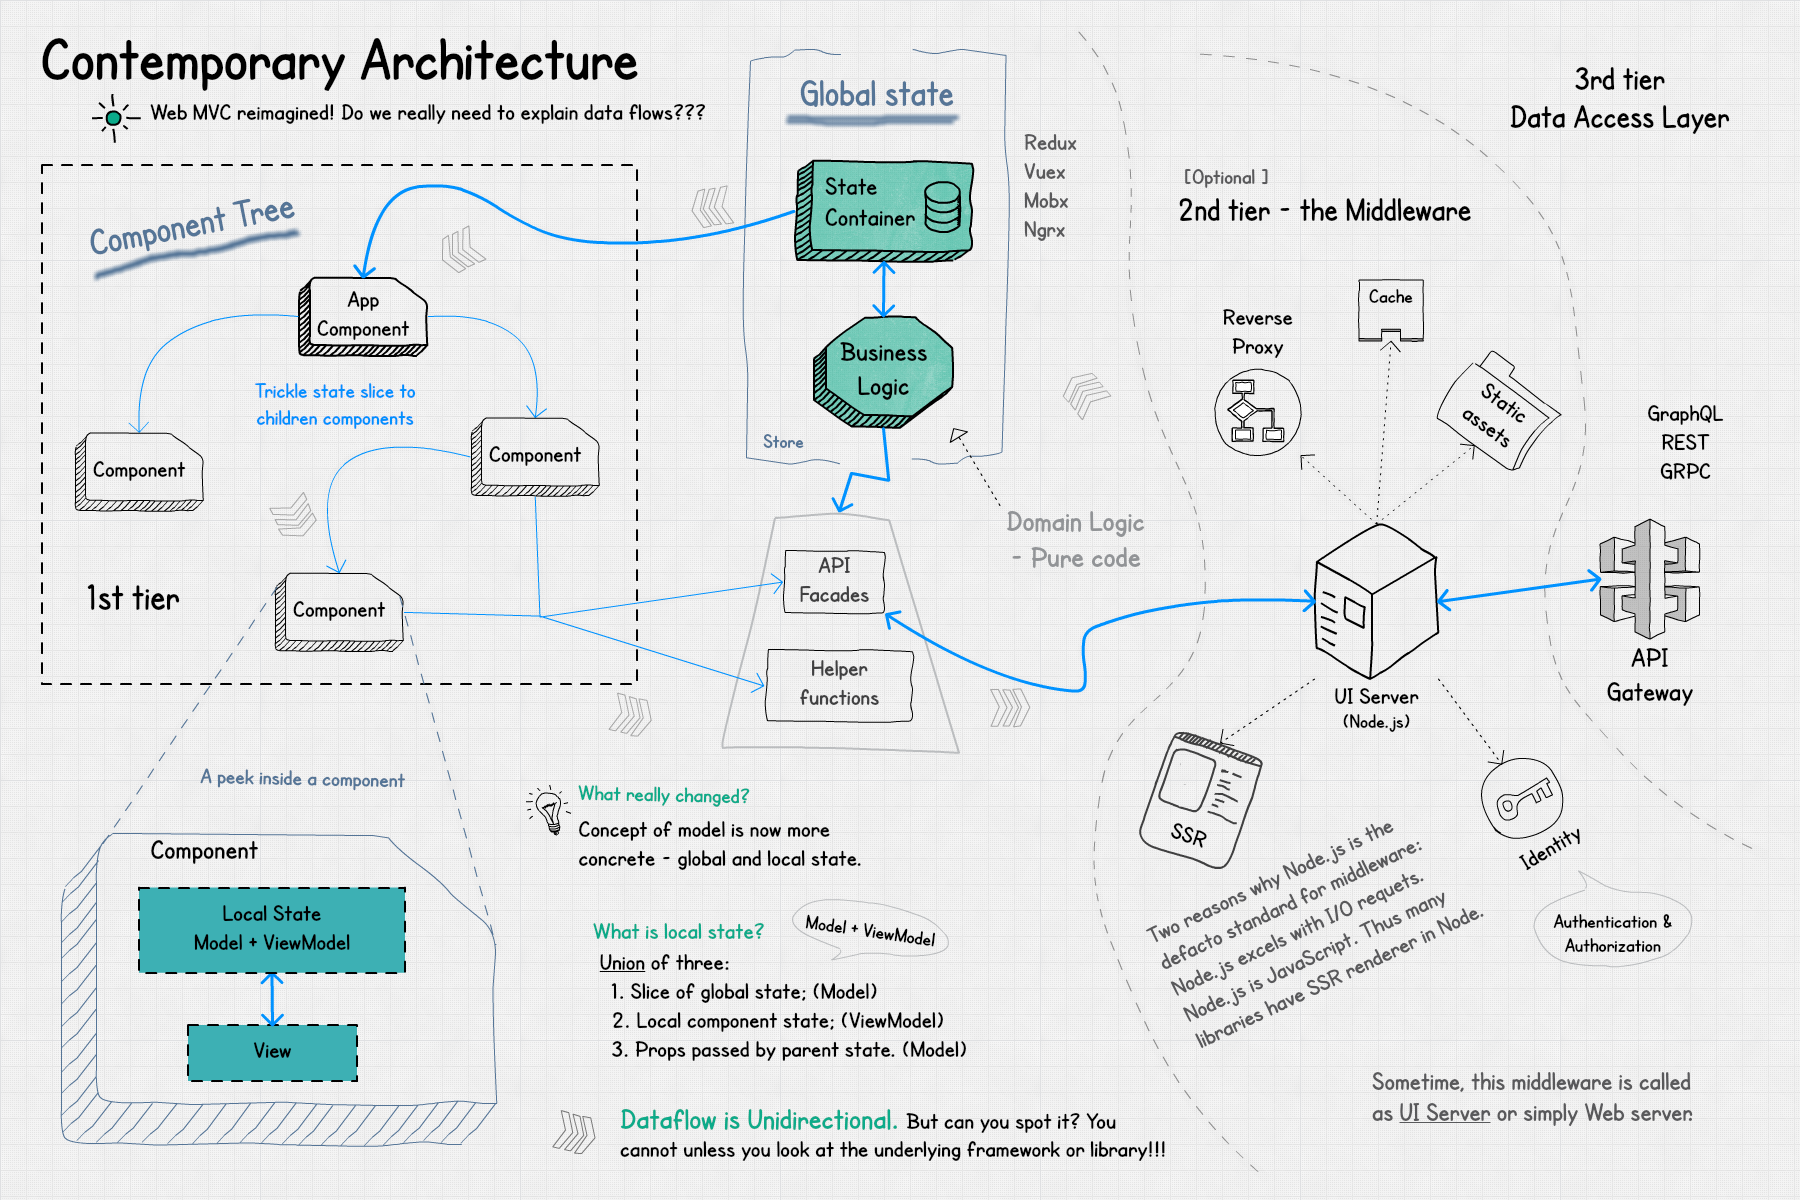 Contemporary Architecture
Web MVC reimagined! Do we really need to explain data flows???
Component Tree
App
Component
Trickle state slice to
children components
Component
Component
Component
1st tier
A peek inside a component
Component
Local State
Model + ViewModel
View
Global state
State
Container
Business
Logic
Store
Redux
Vuex
Mobx
Ngrx
Domain Logic
- Pure code
API
Facades
Helper
functions
What really changed?
Concept of model is now more
concrete - global and local state.
What is local state?
Model + ViewModel
Union of three:
1. Slice of global state; (Model)
2. Local component state; (ViewModel)
3. Props passed by parent state. (Model)
Dataflow is Unidirectional. But can you spot it? You
cannot unless you look at the underlying framework or library!!!
[Optional ]
2nd tier - the Middleware
Reverse
Proxy
Cache
Static
assets
UI Server
(Node.js)
SSR
Identity
Authentication &
Authorization
Two reasons why Node.js is the
defacto standard for middleware:
Node.js excels with I/O requets.
Node.js is JavaScript. Thus many
libraries have SSR renderer in Node.
Sometime, this middleware is called
as UI Server or simply Web server.
3rd tier
Data Access Layer
GraphQL
REST
GRPC
API
Gateway